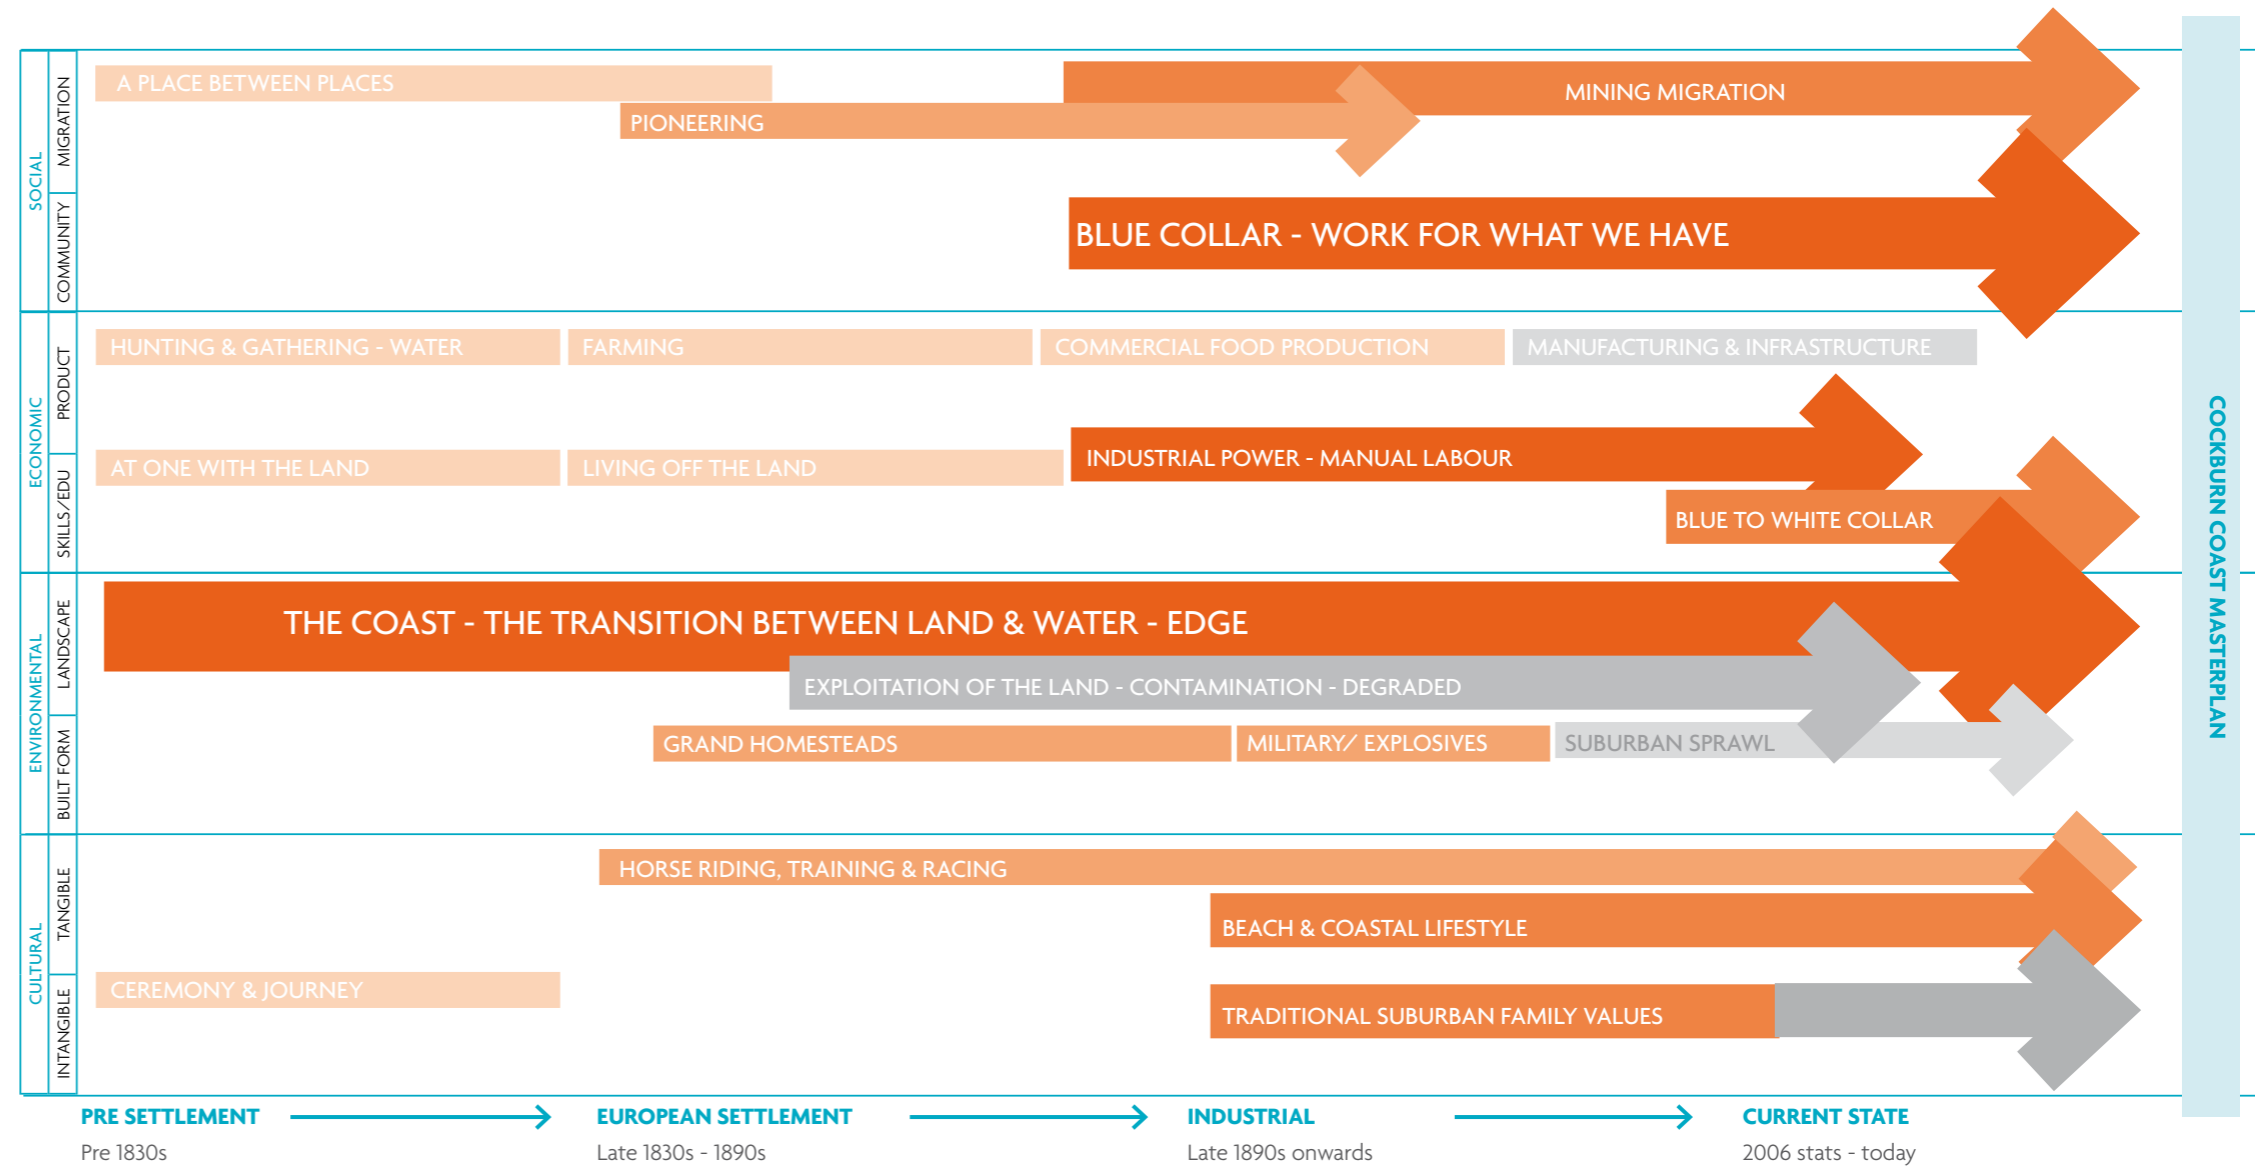 SOCIAL
MIGRATION
A PLACE BETWEEN PLACES
MINING MIGRATION
PIONEERING
COMMUNITY
BLUE COLLAR - WORK FOR WHAT WE HAVE
ECONOMIC
PRODUCT
HUNTING & GATHERING - WATER
FARMING
COMMERCIAL FOOD PRODUCTION
MANUFACTURING & INFRASTRUCTURE
SKILLS/EDU
AT ONE WITH THE LAND
LIVING OFF THE LAND
INDUSTRIAL POWER - MANUAL LABOUR
BLUE TO WHITE COLLAR
ENVIRONMENTAL
LANDSCAPE
THE COAST - THE TRANSITION BETWEEN LAND & WATER - EDGE
EXPLOITATION OF THE LAND - CONTAMINATION - DEGRADED
BUILT FORM
GRAND HOMESTEADS
MILITARY/ EXPLOSIVES
SUBURBAN SPRAWL
CULTURAL
TANGIBLE
HORSE RIDING, TRAINING & RACING
BEACH & COASTAL LIFESTYLE
INTANGIBLE
CEREMONY & JOURNEY
TRADITIONAL SUBURBAN FAMILY VALUES
COCKBURN COAST MASTERPLAN
PRE SETTLEMENT
Pre 1830s
EUROPEAN SETTLEMENT
Late 1830s - 1890s
INDUSTRIAL
Late 1890s onwards
CURRENT STATE
2006 stats - today